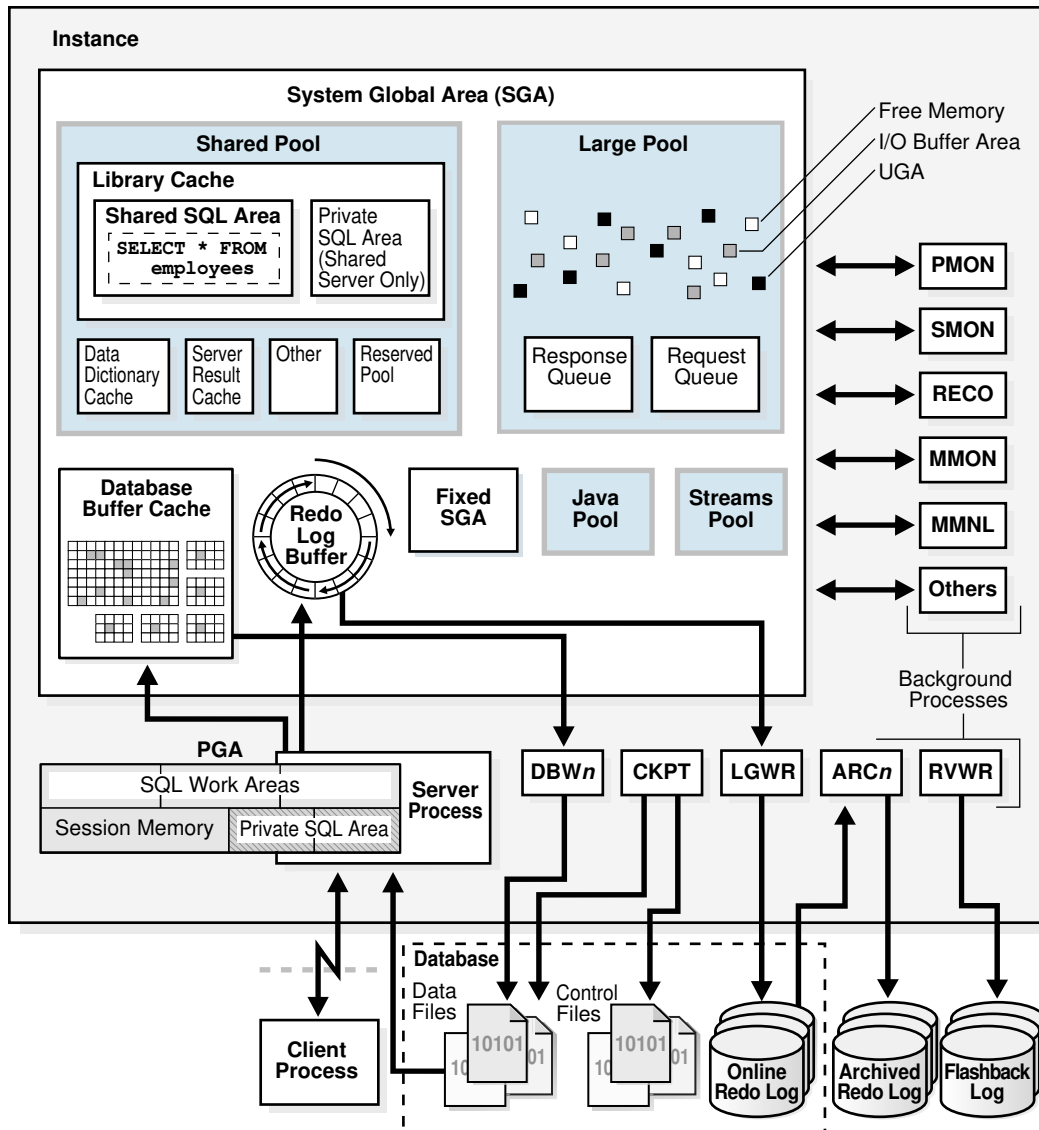 Instance
System Global Area (SGA)
Shared Pool
Library Cache
Shared SQL Area
SELECT * FROM
employees
Private
SQL Area
(Shared
Server Only)
Data
Dictionary
Cache
Server
Result
Cache
Other
Reserved
Pool
Large Pool
Response
Queue
Request
Queue
Free Memory
I/O Buffer Area
UGA
Database
Buffer Cache
Redo
Log
Buffer
Fixed
SGA
Java
Pool
Streams
Pool
PMON
SMON
RECO
MMON
MMNL
Others
Background
Processes
PGA
SQL Work Areas
Session Memory
Private SQL Area
Server
Process
DBWn
CKPT
LGWR
ARCn
RVWR
Client
Process
Database
Data
Files
10
10101
01
Control
Files
10
10101
01
Online
Redo Log
Archived
Redo Log
Flashback
Log